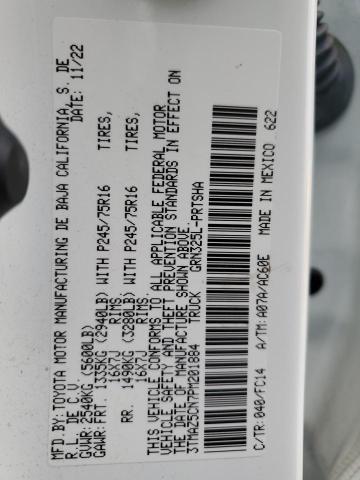 MFD. BY: TOYOTA MOTOR MANUFACTURING DE BAJA CALIFORNIA, S. DE
R.L. DE C.V. DATE: 11/22
GVWR: 2540KG (5600LB)
GAWR: FRT. 1335KG (2940LB) WITH P245/75R16 TIRES,
16X7J RIMS,
RR. 1490KG (3280LB) WITH P245/75R16 TIRES,
16X7J RIMS.
THIS VEHICLE CONFORMS TO ALL APPLICABLE FEDERAL MOTOR
VEHICLE SAFETY AND THEFT PREVENTION STANDARDS IN EFFECT ON
THE DATE OF MANUFACTURE SHOWN ABOVE.
3TMAZ5CN7PM201884 TRUCK GRN325L-PRTSHA
C/TR: 040/FC14 A/TM: A07A/AC60E MADE IN MEXICO 622